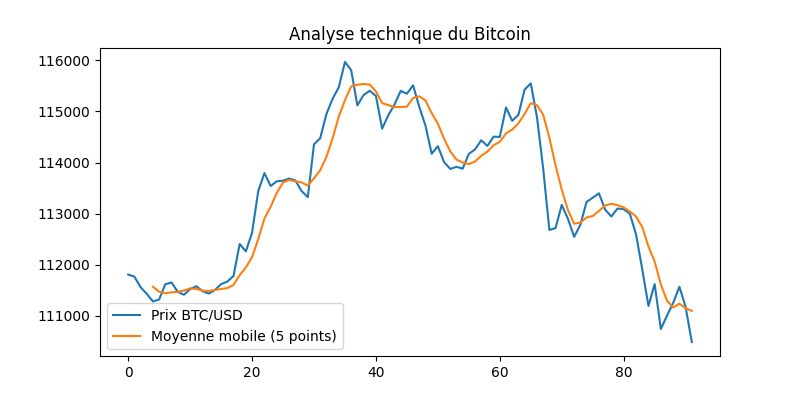 Analyse technique du Bitcoin
116000
115000
114000
113000
112000
111000
Prix BTC/USD
Moyenne mobile (5 points)
0 20 40 60 80